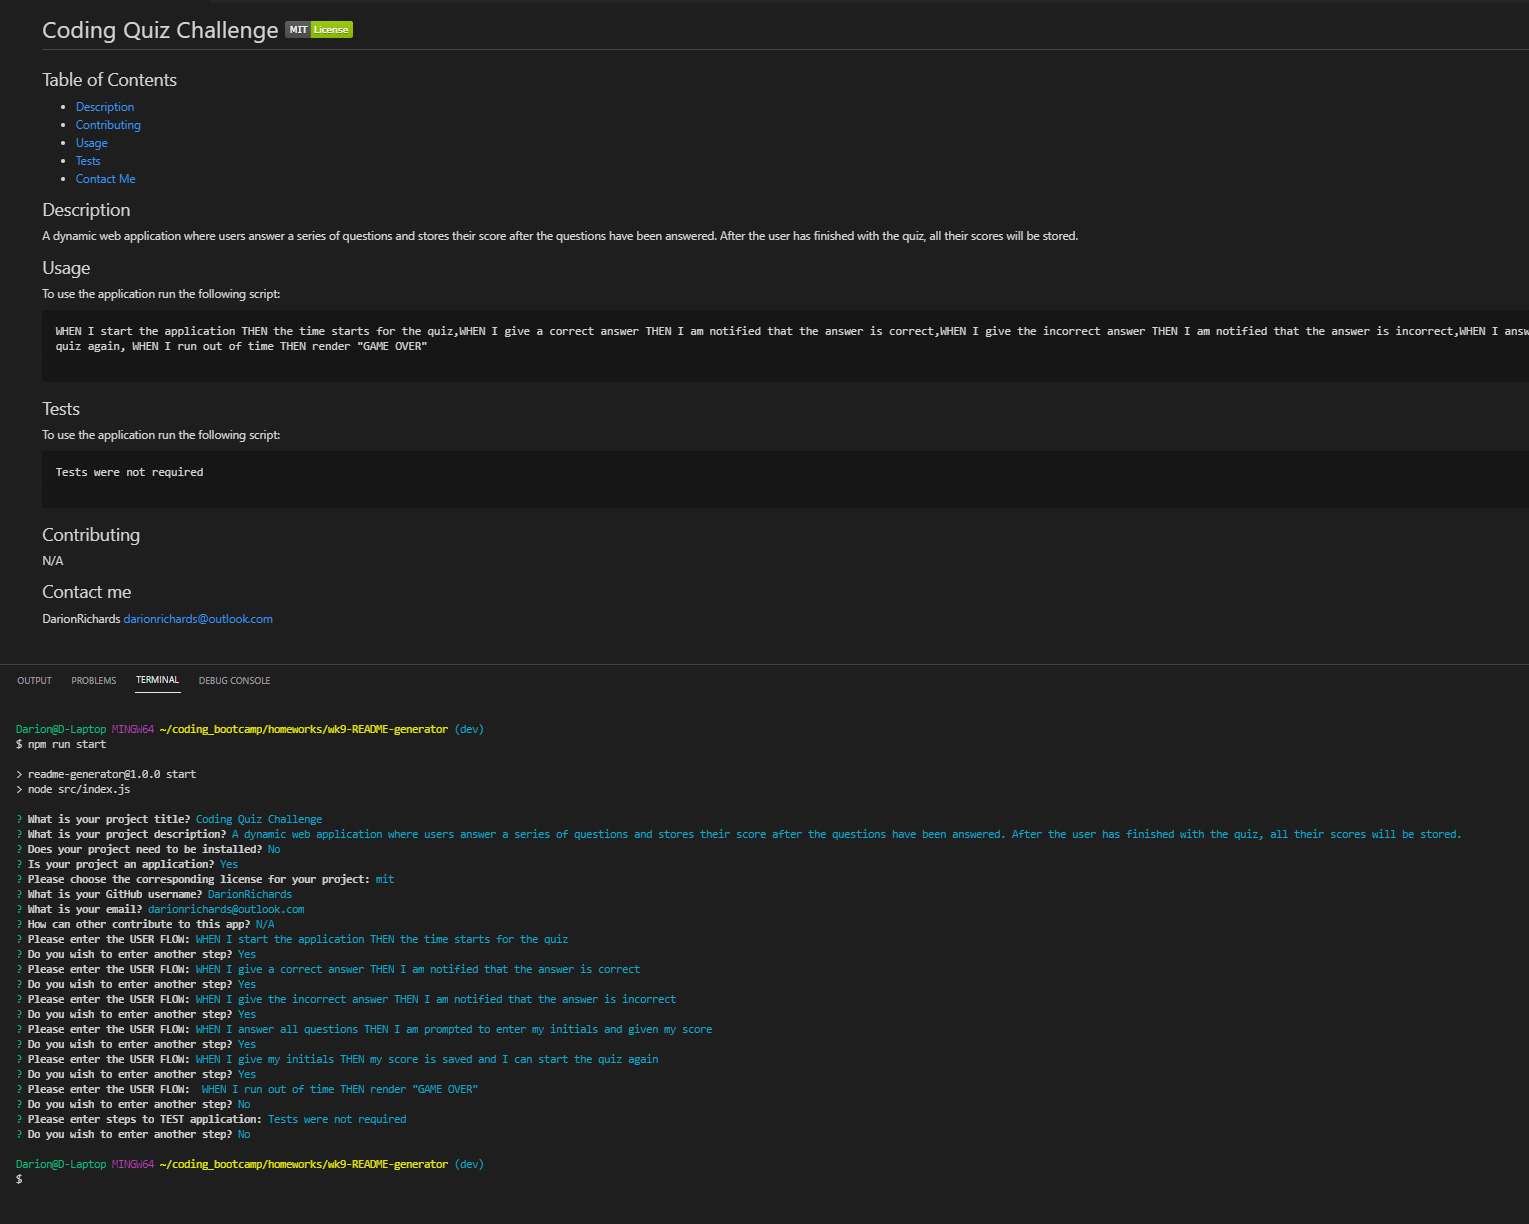 Coding Quiz Challenge MIT License
Table of Contents
• Description
• Contributing
• Usage
• Tests
• Contact Me
Description
A dynamic web application where users answer a series of questions and stores their score after the questions have been answered. After the user has finished with the quiz, all their scores will be stored.
Usage
To use the application run the following script:
WHEN I start the application THEN the time starts for the quiz,WHEN I give a correct answer THEN I am notified that the answer is correct,WHEN I give the incorrect answer THEN I am notified that the answer is incorrect,WHEN I answ
quiz again, WHEN I run out of time THEN render "GAME OVER"
Tests
To use the application run the following script:
Tests were not required
Contributing
N/A
Contact me
DarionRichards darionrichards@outlook.com
OUTPUT PROBLEMS TERMINAL DEBUG CONSOLE
Darion@D-Laptop MINGW64 ~/coding_bootcamp/homeworks/wk9-README-generator (dev)
$ npm run start
> readme-generator@1.0.0 start
> node src/index.js
? What is your project title? Coding Quiz Challenge
? What is your project description? A dynamic web application where users answer a series of questions and stores their score after the questions have been answered. After the user has finished with the quiz, all their scores will be stored.
? Does your project need to be installed? No
? Is your project an application? Yes
? Please choose the corresponding license for your project: mit
? What is your GitHub username? DarionRichards
? What is your email? darionrichards@outlook.com
? How can other contribute to this app? N/A
? Please enter the USER FLOW: WHEN I start the application THEN the time starts for the quiz
? Do you wish to enter another step? Yes
? Please enter the USER FLOW: WHEN I give a correct answer THEN I am notified that the answer is correct
? Do you wish to enter another step? Yes
? Please enter the USER FLOW: WHEN I give the incorrect answer THEN I am notified that the answer is incorrect
? Do you wish to enter another step? Yes
? Please enter the USER FLOW: WHEN I answer all questions THEN I am prompted to enter my initials and given my score
? Do you wish to enter another step? Yes
? Please enter the USER FLOW: WHEN I give my initials THEN my score is saved and I can start the quiz again
? Do you wish to enter another step? Yes
? Please enter the USER FLOW:  WHEN I run out of time THEN render "GAME OVER"
? Do you wish to enter another step? No
? Please enter steps to TEST application: Tests were not required
? Do you wish to enter another step? No
Darion@D-Laptop MINGW64 ~/coding_bootcamp/homeworks/wk9-README-generator (dev)
$